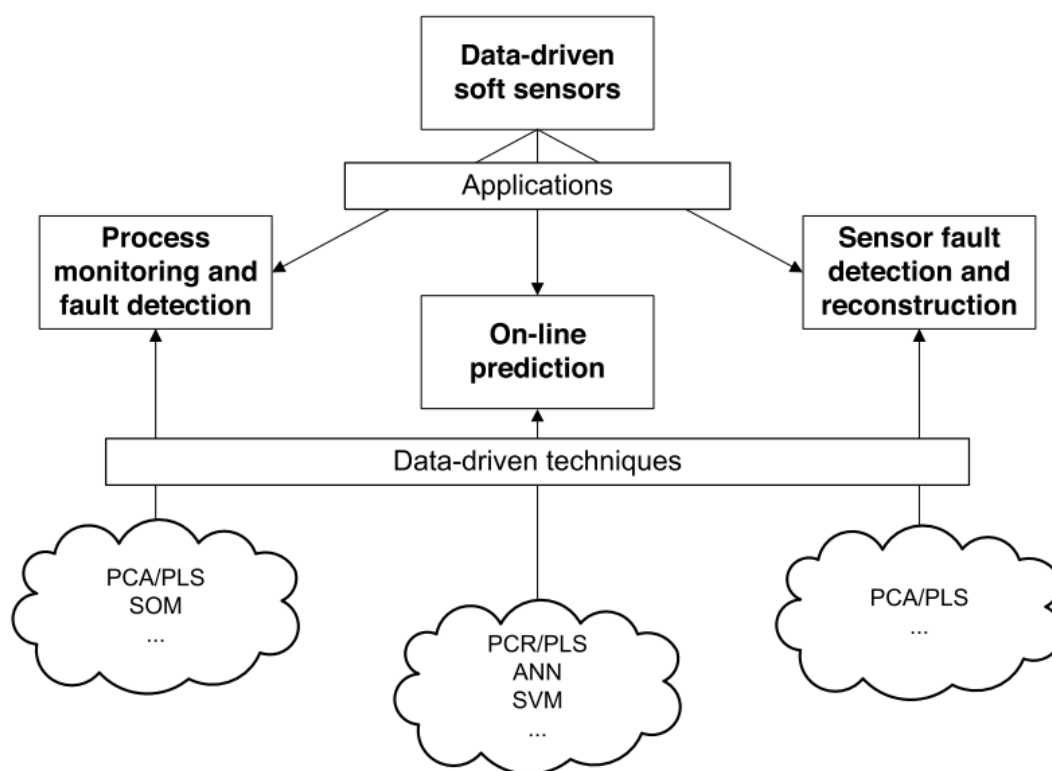 Data-driven
soft sensors
Applications
Process
monitoring and
fault detection
On-line
prediction
Sensor fault
detection and
reconstruction
Data-driven techniques
PCA/PLS
SOM
...
PCR/PLS
ANN
SVM
...
PCA/PLS
...